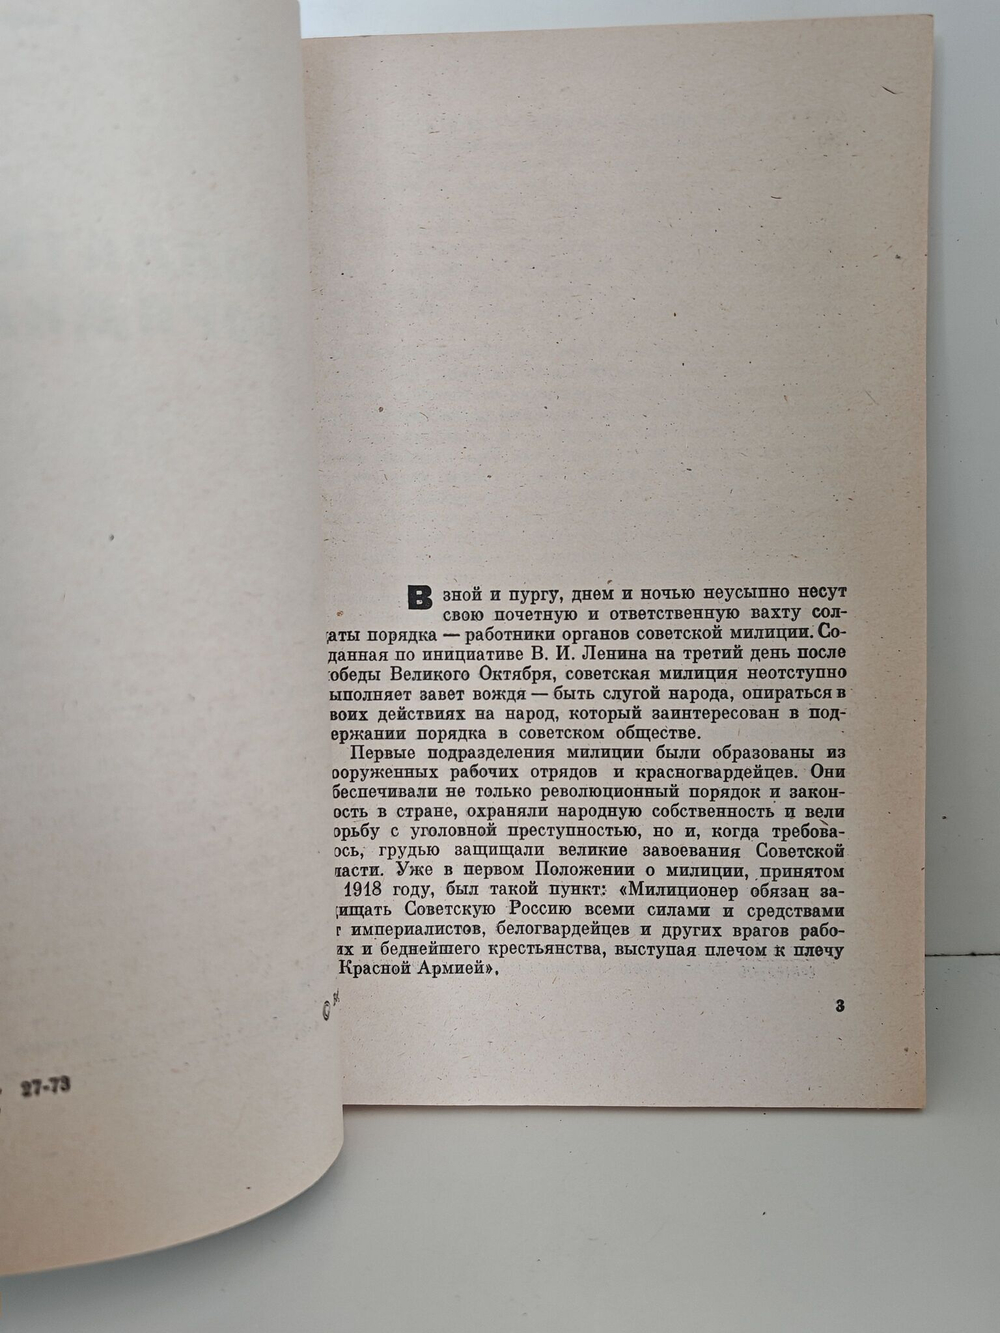 В зной и пургу, днем и ночью неусыпно несут
свою почетную и ответственную вахту сол-
даты порядка — работники органов советской милиции. Со-
зданная по инициативе В. И. Ленина на третий день после
победы Великого Октября, советская милиция неотступно
выполняет завет вождя — быть слугой народа, опираться в
своих действиях на народ, который заинтересован в под-
держании порядка в советском обществе.
Первые подразделения милиции были образованы из
вооруженных рабочих отрядов и красногвардейцев. Они
обеспечивали не только революционный порядок и закон-
ность в стране, охраняли народную собственность и вели
борьбу с уголовной преступностью, но и, когда требова-
лось, грудью защищали великие завоевания Советской
власти. Уже в первом Положении о милиции, принятом
1918 году, был такой пункт: «Милиционер обязан за-
щищать Советскую Россию всеми силами и средствами
от империалистов, белогвардейцев и других врагов рабо-
чих и беднейшего крестьянства, выступая плечом к плечу
Красной Армией».
3
27-73